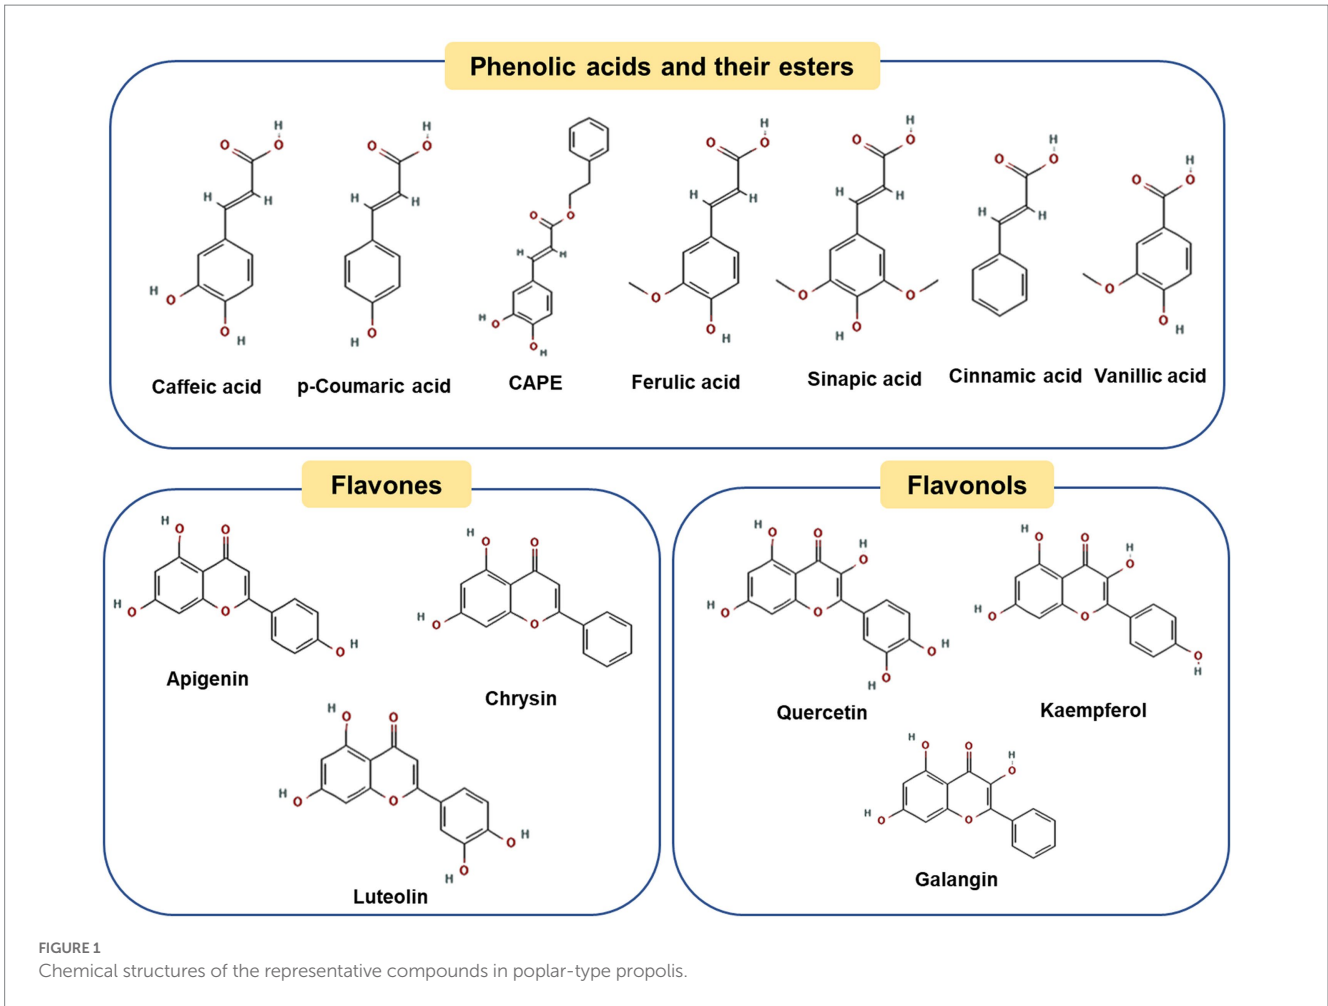 Phenolic acids and their esters
Caffeic acid
p-Coumaric acid
CAPE
Ferulic acid
Sinapic acid
Cinnamic acid
Vanillic acid
Flavones
Apigenin
Chrysin
Luteolin
Flavonols
Quercetin
Kaempferol
Galangin
FIGURE 1
Chemical structures of the representative compounds in poplar-type propolis.